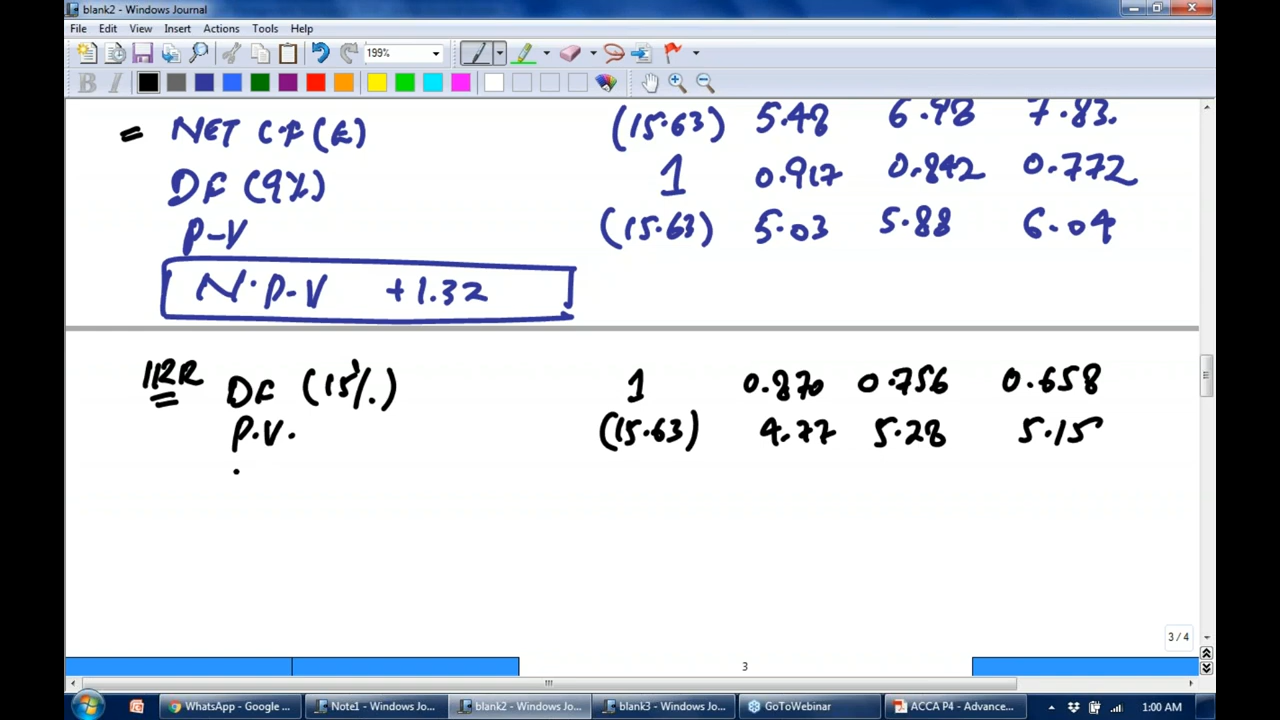 blank2 - Windows Journal
File Edit View Insert Actions Tools Help
199%
B I
= NET C.F (£) (15.63) 5.48 6.98 7.83.
DF (9%) 1 0.917 0.842 0.772
P-V (15.63) 5.03 5.88 6.04
N.P-V +1.32
IRR DF (15%.) 1 0.870 0.756 0.658
P.V. (15.63) 4.77 5.28 5.15
3 / 4
3
WhatsApp - Google ... Note1 - Windows Jo... blank2 - Windows Jo... blank3 - Windows Jo... GoToWebinar ACCA P4 - Advance... 1:00 AM